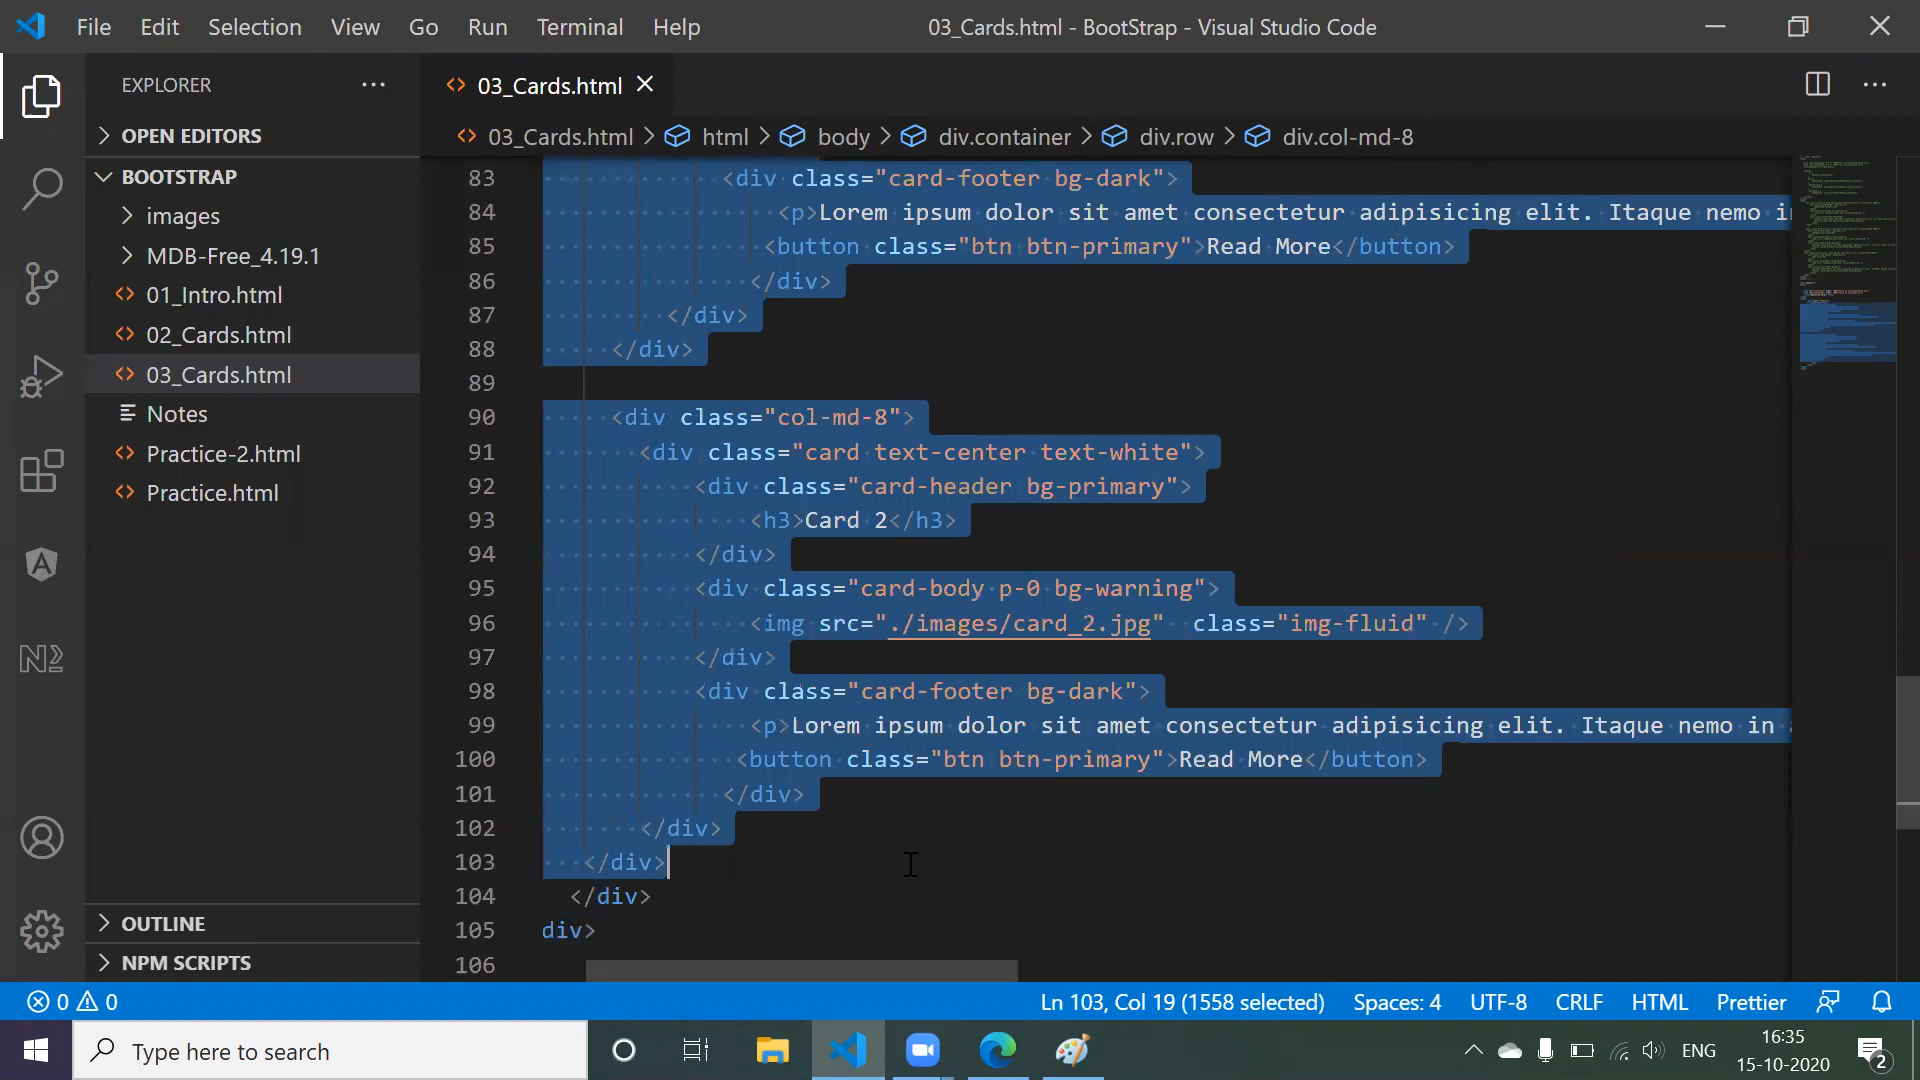 File Edit Selection View Go Run Terminal Help 03_Cards.html - BootStrap - Visual Studio Code
EXPLORER
03_Cards.html
OPEN EDITORS
03_Cards.html > html > body > div.container > div.row > div.col-md-8
BOOTSTRAP
images
MDB-Free_4.19.1
01_Intro.html
02_Cards.html
03_Cards.html
Notes
Practice-2.html
Practice.html
OUTLINE
NPM SCRIPTS
83 <div class="card-footer bg-dark">
84 <p>Lorem ipsum dolor sit amet consectetur adipisicing elit. Itaque nemo
85 <button class="btn btn-primary">Read More</button>
86 </div>
87 </div>
88 </div>
89
90 <div class="col-md-8">
91 <div class="card text-center text-white">
92 <div class="card-header bg-primary">
93 <h3>Card 2</h3>
94 </div>
95 <div class="card-body p-0 bg-warning">
96 <img src="./images/card_2.jpg" class="img-fluid" />
97 </div>
98 <div class="card-footer bg-dark">
99 <p>Lorem ipsum dolor sit amet consectetur adipisicing elit. Itaque nemo in
100 <button class="btn btn-primary">Read More</button>
101 </div>
102 </div>
103 </div>
104 </div>
105 div>
106
0 0 Ln 103, Col 19 (1558 selected) Spaces: 4 UTF-8 CRLF HTML Prettier
Type here to search
ENG
16:35
15-10-2020
2